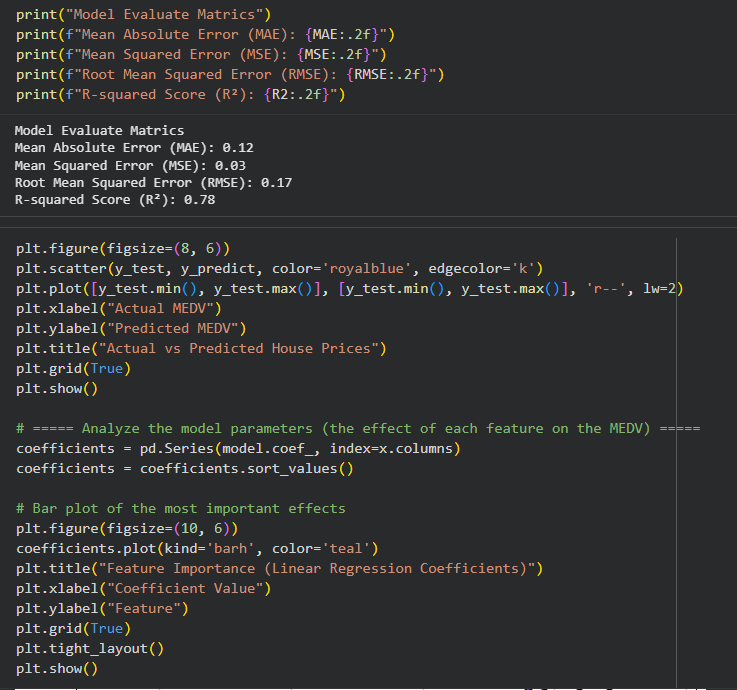 print("Model Evaluate Matrics")
print(f"Mean Absolute Error (MAE): {MAE:.2f}")
print(f"Mean Squared Error (MSE): {MSE:.2f}")
print(f"Root Mean Squared Error (RMSE): {RMSE:.2f}")
print(f"R-squared Score (R²): {R2:.2f}")
Model Evaluate Matrics
Mean Absolute Error (MAE): 0.12
Mean Squared Error (MSE): 0.03
Root Mean Squared Error (RMSE): 0.17
R-squared Score (R²): 0.78
plt.figure(figsize=(8, 6))
plt.scatter(y_test, y_predict, color='royalblue', edgecolor='k')
plt.plot([y_test.min(), y_test.max()], [y_test.min(), y_test.max()], 'r--', lw=2)
plt.xlabel("Actual MEDV")
plt.ylabel("Predicted MEDV")
plt.title("Actual vs Predicted House Prices")
plt.grid(True)
plt.show()
# ===== Analyze the model parameters (the effect of each feature on the MEDV) =====
coefficients = pd.Series(model.coef_, index=x.columns)
coefficients = coefficients.sort_values()
# Bar plot of the most important effects
plt.figure(figsize=(10, 6))
coefficients.plot(kind='barh', color='teal')
plt.title("Feature Importance (Linear Regression Coefficients)")
plt.xlabel("Coefficient Value")
plt.ylabel("Feature")
plt.grid(True)
plt.tight_layout()
plt.show()